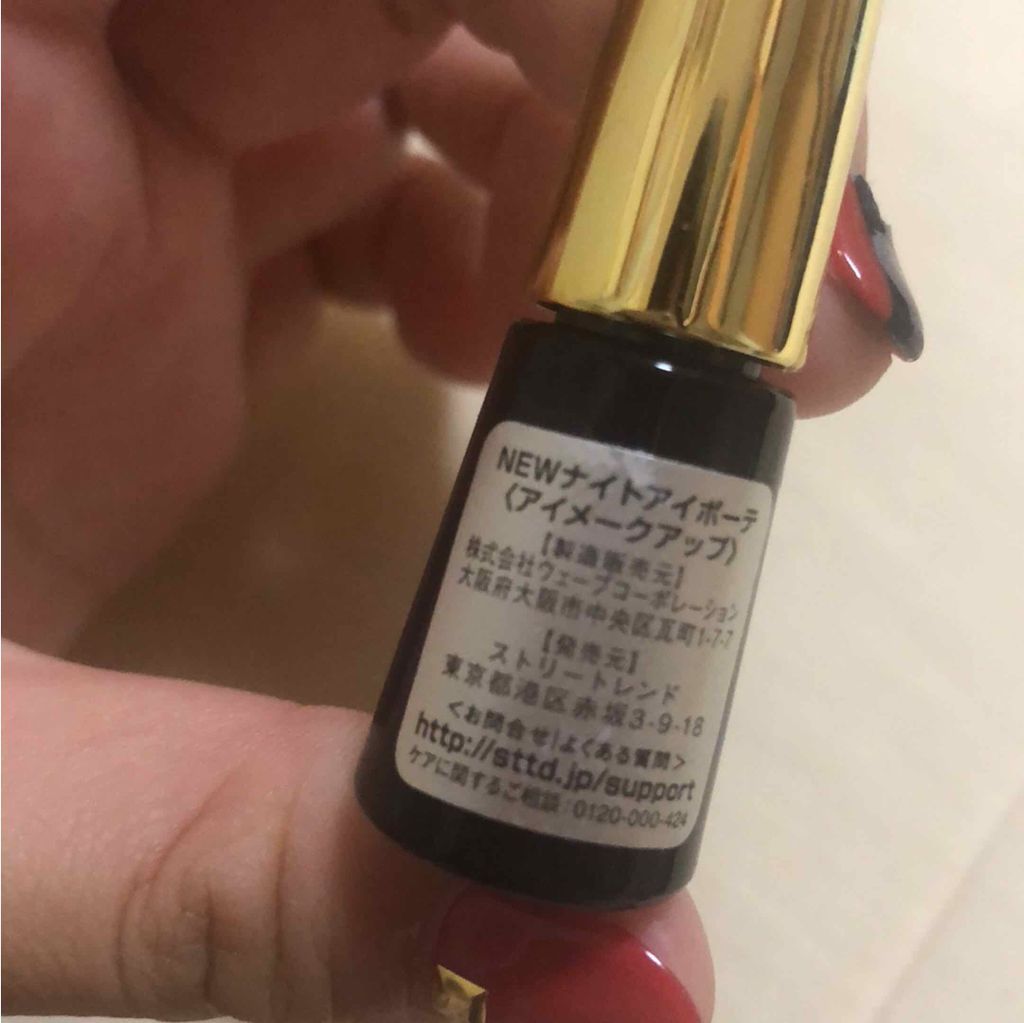 NEWナイトアイボーテ
〈アイメークアップ〉
【製造販売元】
株式会社ウェーブコーポレーション
大阪府大阪市中央区瓦町1-7-7
【発売元】
ストリートレンド
東京都港区赤坂3-9-18
<お問合せ|よくある質問>
http://sttd.jp/support
ケアに関するご相談:0120-000-424